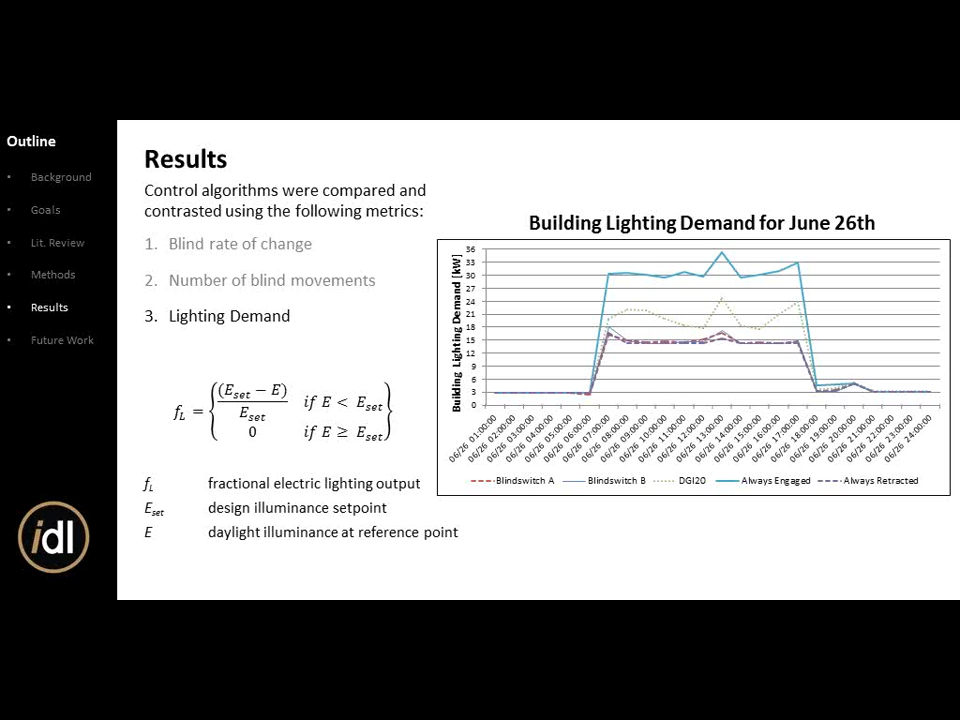 Outline
• Background
• Goals
• Lit. Review
• Methods
• Results
• Future Work
idl
Results
Control algorithms were compared and
contrasted using the following metrics:
1. Blind rate of change
2. Number of blind movements
3. Lighting Demand
f_L = { (E_set − E) / E_set if E < E_set
0 if E ≥ E_set }
f_L fractional electric lighting output
E_set design illuminance setpoint
E daylight illuminance at reference point
Building Lighting Demand for June 26th
Building Lighting Demand [kW]
36
33
30
27
24
21
18
15
12
9
6
3
0
06/26 01:00:00
06/26 02:00:00
06/26 03:00:00
06/26 04:00:00
06/26 05:00:00
06/26 06:00:00
06/26 07:00:00
06/26 08:00:00
06/26 09:00:00
06/26 10:00:00
06/26 11:00:00
06/26 12:00:00
06/26 13:00:00
06/26 14:00:00
06/26 15:00:00
06/26 16:00:00
06/26 17:00:00
06/26 18:00:00
06/26 19:00:00
06/26 20:00:00
06/26 21:00:00
06/26 22:00:00
06/26 23:00:00
06/26 24:00:00
Blindswitch A Blindswitch B DGI20 Always Engaged Always Retracted